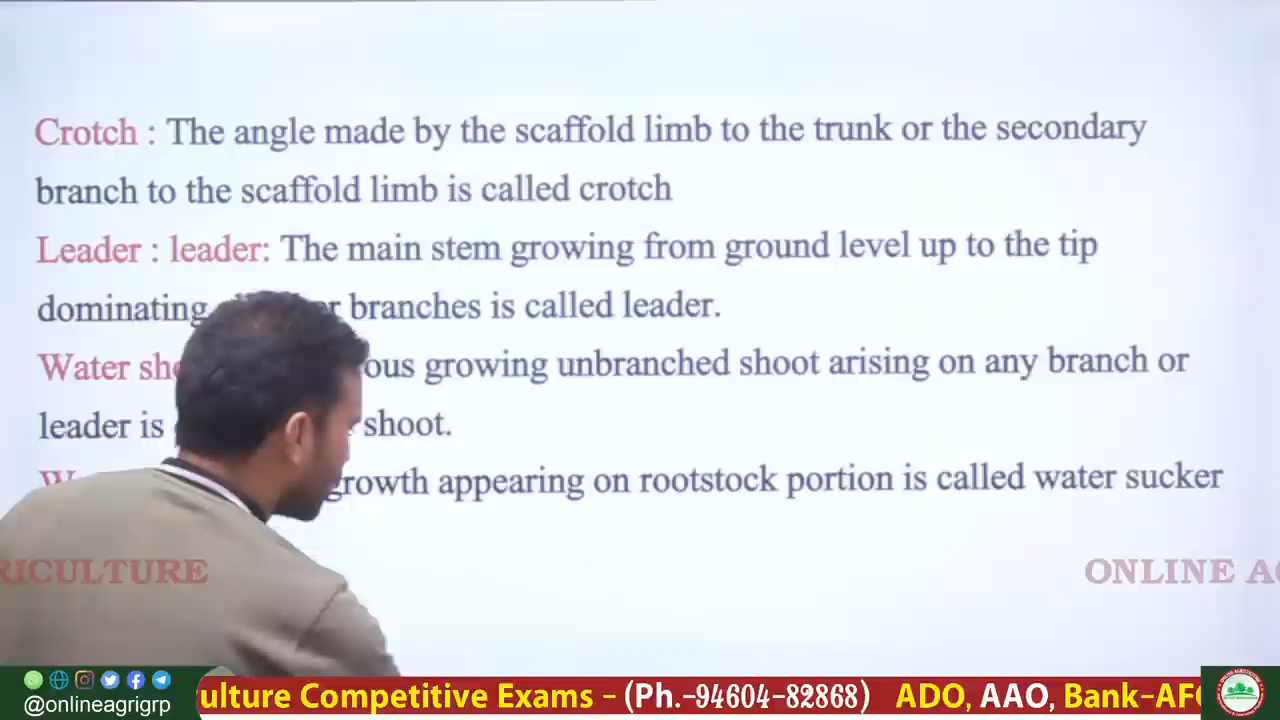 Crotch : The angle made by the scaffold limb to the trunk or the secondary
branch to the scaffold limb is called crotch
Leader : leader: The main stem growing from ground level up to the tip
dominating branches is called leader.
Water growing unbranched shoot arising on any branch or
leader is shoot.
growth appearing on rootstock portion is called water sucker
RICULTURE
ONLINE
@onlineagrigrp
ulture Competitive Exams - (Ph.-94604-82868) ADO, AAO, Bank-AF